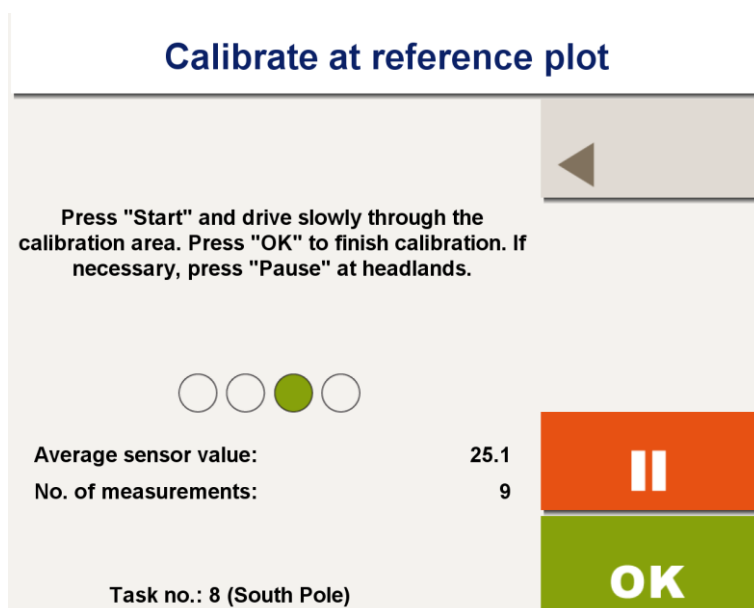 Calibrate at reference plot
Press "Start" and drive slowly through the
calibration area. Press "OK" to finish calibration. If
necessary, press "Pause" at headlands.
Average sensor value: 25.1
No. of measurements: 9
OK
Task no.: 8 (South Pole)